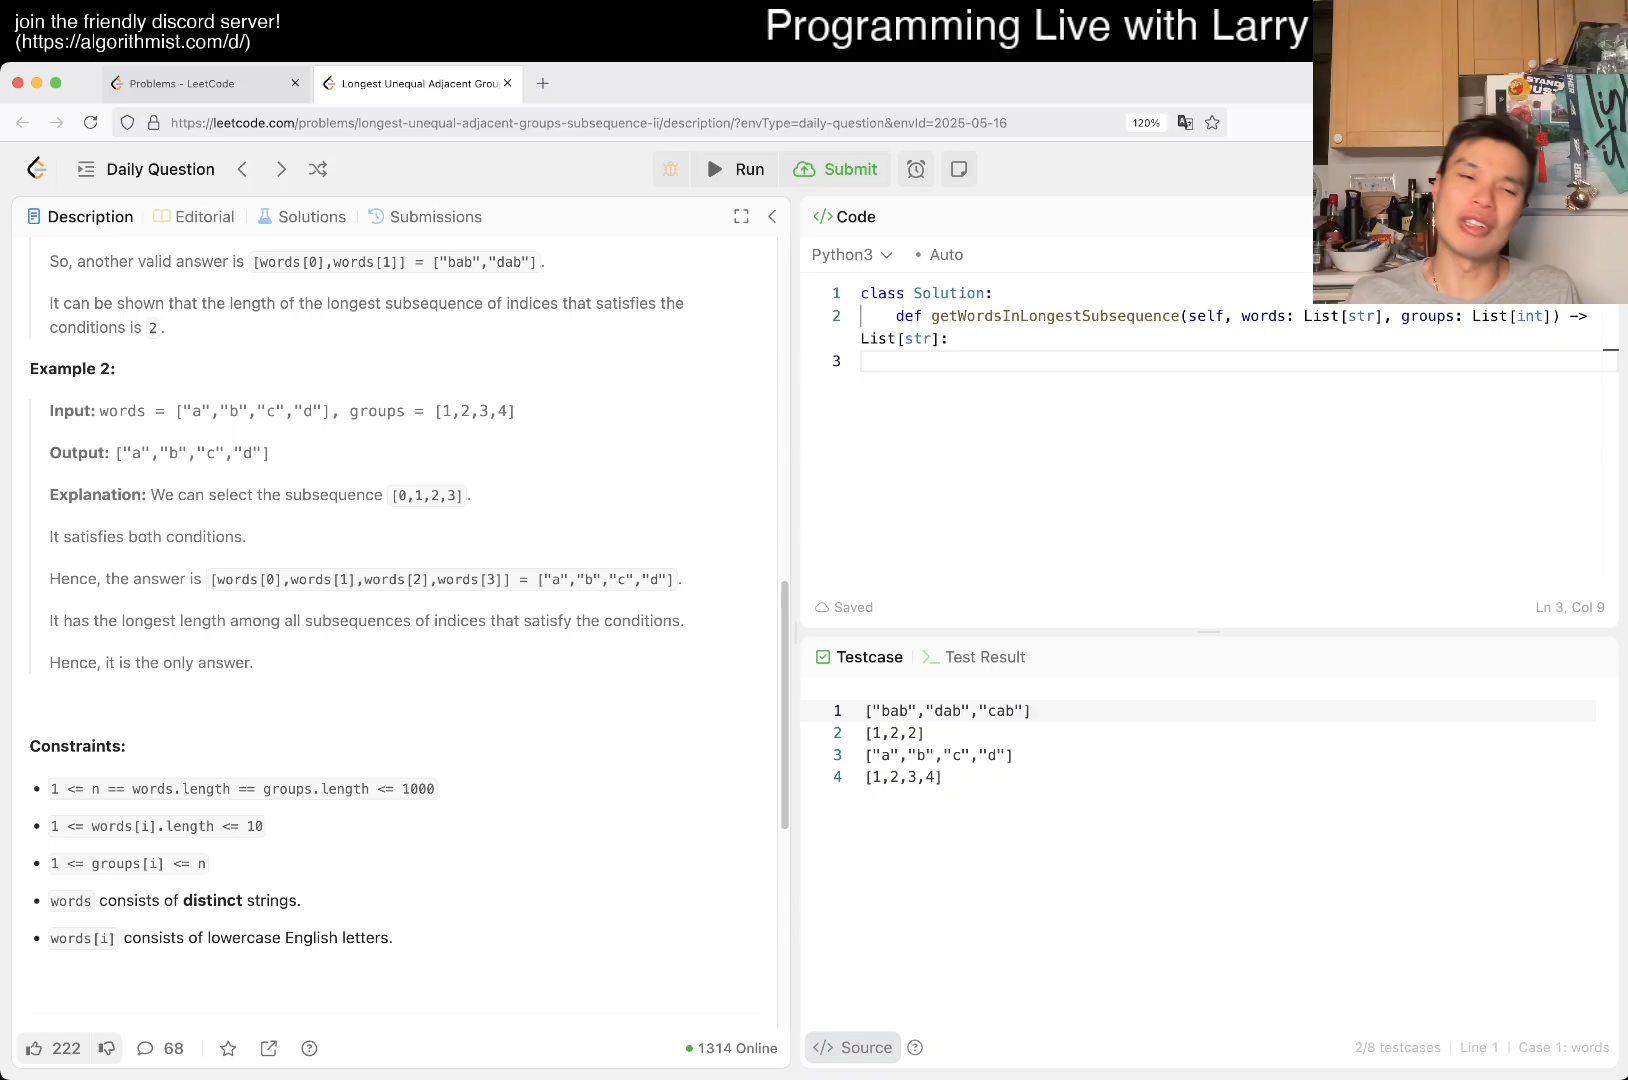 join the friendly discord server!
(https://algorithmist.com/d/)
Programming Live with Larry
Problems - LeetCode
Longest Unequal Adjacent Grou
https://leetcode.com/problems/longest-unequal-adjacent-groups-subsequence-ii/description/?envType=daily-question&envId=2025-05-16
120%
Daily Question
Run
Submit
Description
Editorial
Solutions
Submissions
So, another valid answer is [words[0],words[1]] = ["bab","dab"].
It can be shown that the length of the longest subsequence of indices that satisfies the
conditions is 2.
Example 2:
Input: words = ["a","b","c","d"], groups = [1,2,3,4]
Output: ["a","b","c","d"]
Explanation: We can select the subsequence [0,1,2,3].
It satisfies both conditions.
Hence, the answer is [words[0],words[1],words[2],words[3]] = ["a","b","c","d"].
It has the longest length among all subsequences of indices that satisfy the conditions.
Hence, it is the only answer.
Constraints:
• 1 <= n == words.length == groups.length <= 1000
• 1 <= words[i].length <= 10
• 1 <= groups[i] <= n
• words consists of distinct strings.
• words[i] consists of lowercase English letters.
222
68
1314 Online
</> Code
Python3
• Auto
1 class Solution:
2 def getWordsInLongestSubsequence(self, words: List[str], groups: List[int]) ->
List[str]:
3
Saved
Ln 3, Col 9
Testcase
>_ Test Result
1 ["bab","dab","cab"]
2 [1,2,2]
3 ["a","b","c","d"]
4 [1,2,3,4]
</> Source
2/8 testcases
Line 1
Case 1: words